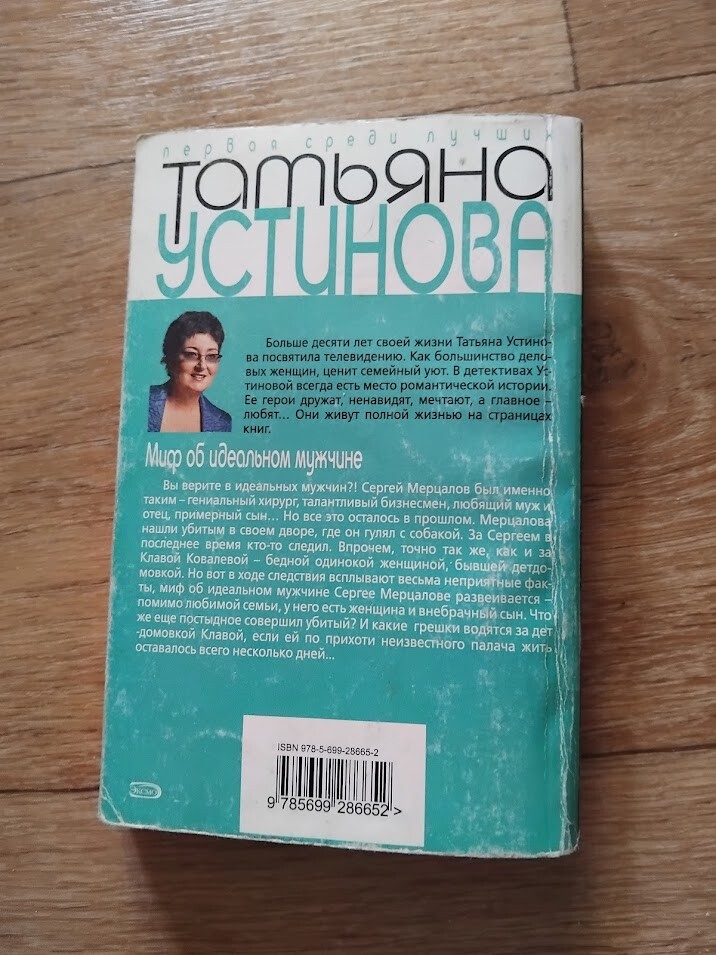 первая среди лучших
Татьяна
УСТИНОВА
Больше десяти лет своей жизни Татьяна Устино-
ва посвятила телевидению. Как большинство дело-
вых женщин, ценит семейный уют. В детективах Ус-
тиновой всегда есть место романтической истории.
Ее герои дружат, ненавидят, мечтают, а главное –
любят... Они живут полной жизнью на страницах
книг.
Миф об идеальном мужчине
Вы верите в идеальных мужчин?! Сергей Мерцалов был именно
таким – гениальный хирург, талантливый бизнесмен, любящий муж и
отец, примерный сын... Но все это осталось в прошлом. Мерцалова
нашли убитым в своем дворе, где он гулял с собакой. За Сергеем в
последнее время кто-то следил. Впрочем, точно так же, как и за
Клавой Ковалевой – бедной одинокой женщиной, бывшей детдо-
мовкой. Но вот в ходе следствия всплывают весьма неприятные фак-
ты, миф об идеальном мужчине Сергее Мерцалове развеивается –
помимо любимой семьи, у него есть женщина и внебрачный сын. Что
же еще постыдное совершил убитый? И какие грешки водятся за дет
-домовкой Клавой, если ей по прихоти неизвестного палача жить
оставалось всего несколько дней...
ISBN 978-5-699-28665-2
9 785699 286652 >
ЭКСМО